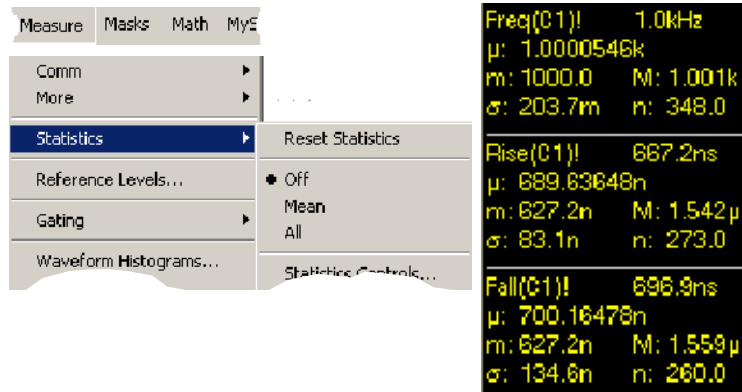 Measure Masks Math MyS
Comm
More
Statistics
Reset Statistics
Reference Levels...
Off
Mean
Gating
All
Waveform Histograms...
Statistics Controls...
Freq(C1)! 1.0kHz
µ: 1.0000546k
m: 1000.0 M: 1.001k
σ: 203.7m n: 348.0
Rise(C1)! 667.2ns
µ: 689.63648n
m: 627.2n M: 1.542µ
σ: 83.1n n: 273.0
Fall(C1)! 696.9ns
µ: 700.16478n
m: 627.2n M: 1.559µ
σ: 134.6n n: 260.0